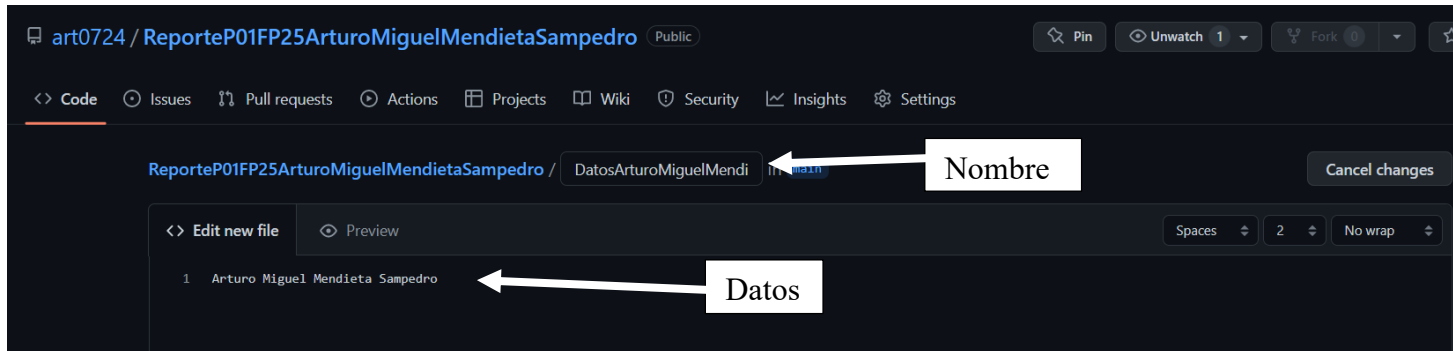 art0724 / ReporteP01FP25ArturoMiguelMendietaSampedro Public Pin Unwatch 1 Fork 0
Code Issues Pull requests Actions Projects Wiki Security Insights Settings
ReporteP01FP25ArturoMiguelMendietaSampedro / DatosArturoMiguelMendi in main Nombre Cancel changes
<> Edit new file Preview Spaces 2 No wrap
1 Arturo Miguel Mendieta Sampedro
Datos